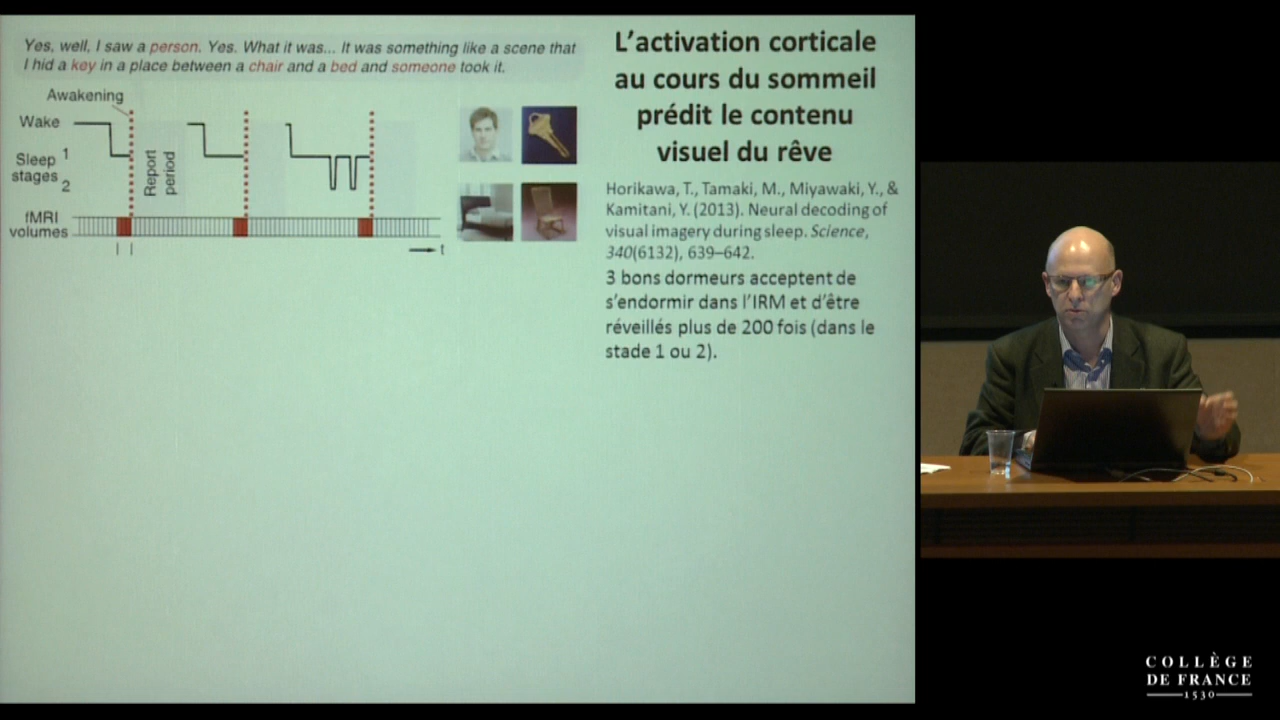 Yes, well, I saw a person. Yes. What it was... It was something like a scene that
I hid a key in a place between a chair and a bed and someone took it.
Awakening
Wake
Sleep
stages
1
2
Report
period
fMRI
volumes
t
L’activation corticale
au cours du sommeil
prédit le contenu
visuel du rêve
Horikawa, T., Tamaki, M., Miyawaki, Y., &
Kamitani, Y. (2013). Neural decoding of
visual imagery during sleep. Science,
340(6132), 639–642.
3 bons dormeurs acceptent de
s’endormir dans l’IRM et d’être
réveillés plus de 200 fois (dans le
stade 1 ou 2).
COLLÈGE
DE FRANCE
1530